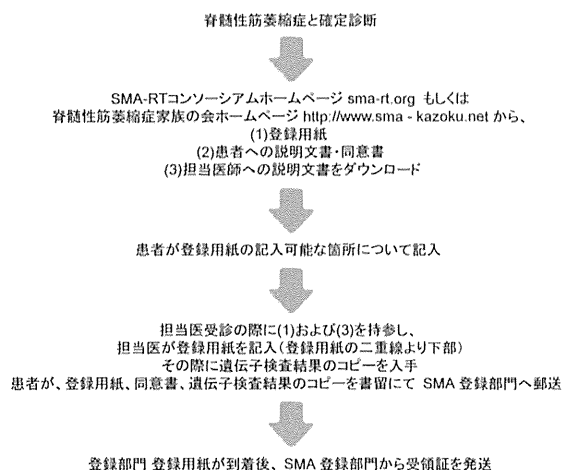 脊髄性筋萎縮症と確定診断
SMA-RTコンソーシアムホームページ sma-rt.org もしくは
脊髄性筋萎縮症家族の会ホームページ http://www.sma - kazoku.net から、
(1)登録用紙
(2)患者への説明文書・同意書
(3)担当医師への説明文書をダウンロード
患者が登録用紙の記入可能な箇所について記入
担当医受診の際に(1)および(3)を持参し、
担当医が登録用紙を記入(登録用紙の二重線より下部)
その際に遺伝子検査結果のコピーを入手
患者が、登録用紙、同意書、遺伝子検査結果のコピーを書留にて SMA 登録部門へ郵送
登録部門 登録用紙が到着後、SMA 登録部門から受領証を発送